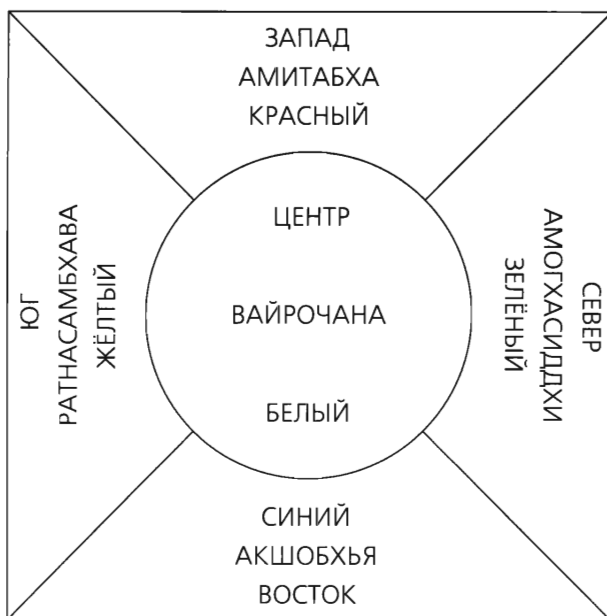 ЗАПАД
АМИТАБХА
КРАСНЫЙ
ЮГ
РАТНАСАМБХАВА
ЖЁЛТЫЙ
ЦЕНТР
ВАЙРОЧАНА
БЕЛЫЙ
СЕВЕР
АМОГХАСИДДХИ
ЗЕЛЁНЫЙ
СИНИЙ
АКШОБХЬЯ
ВОСТОК